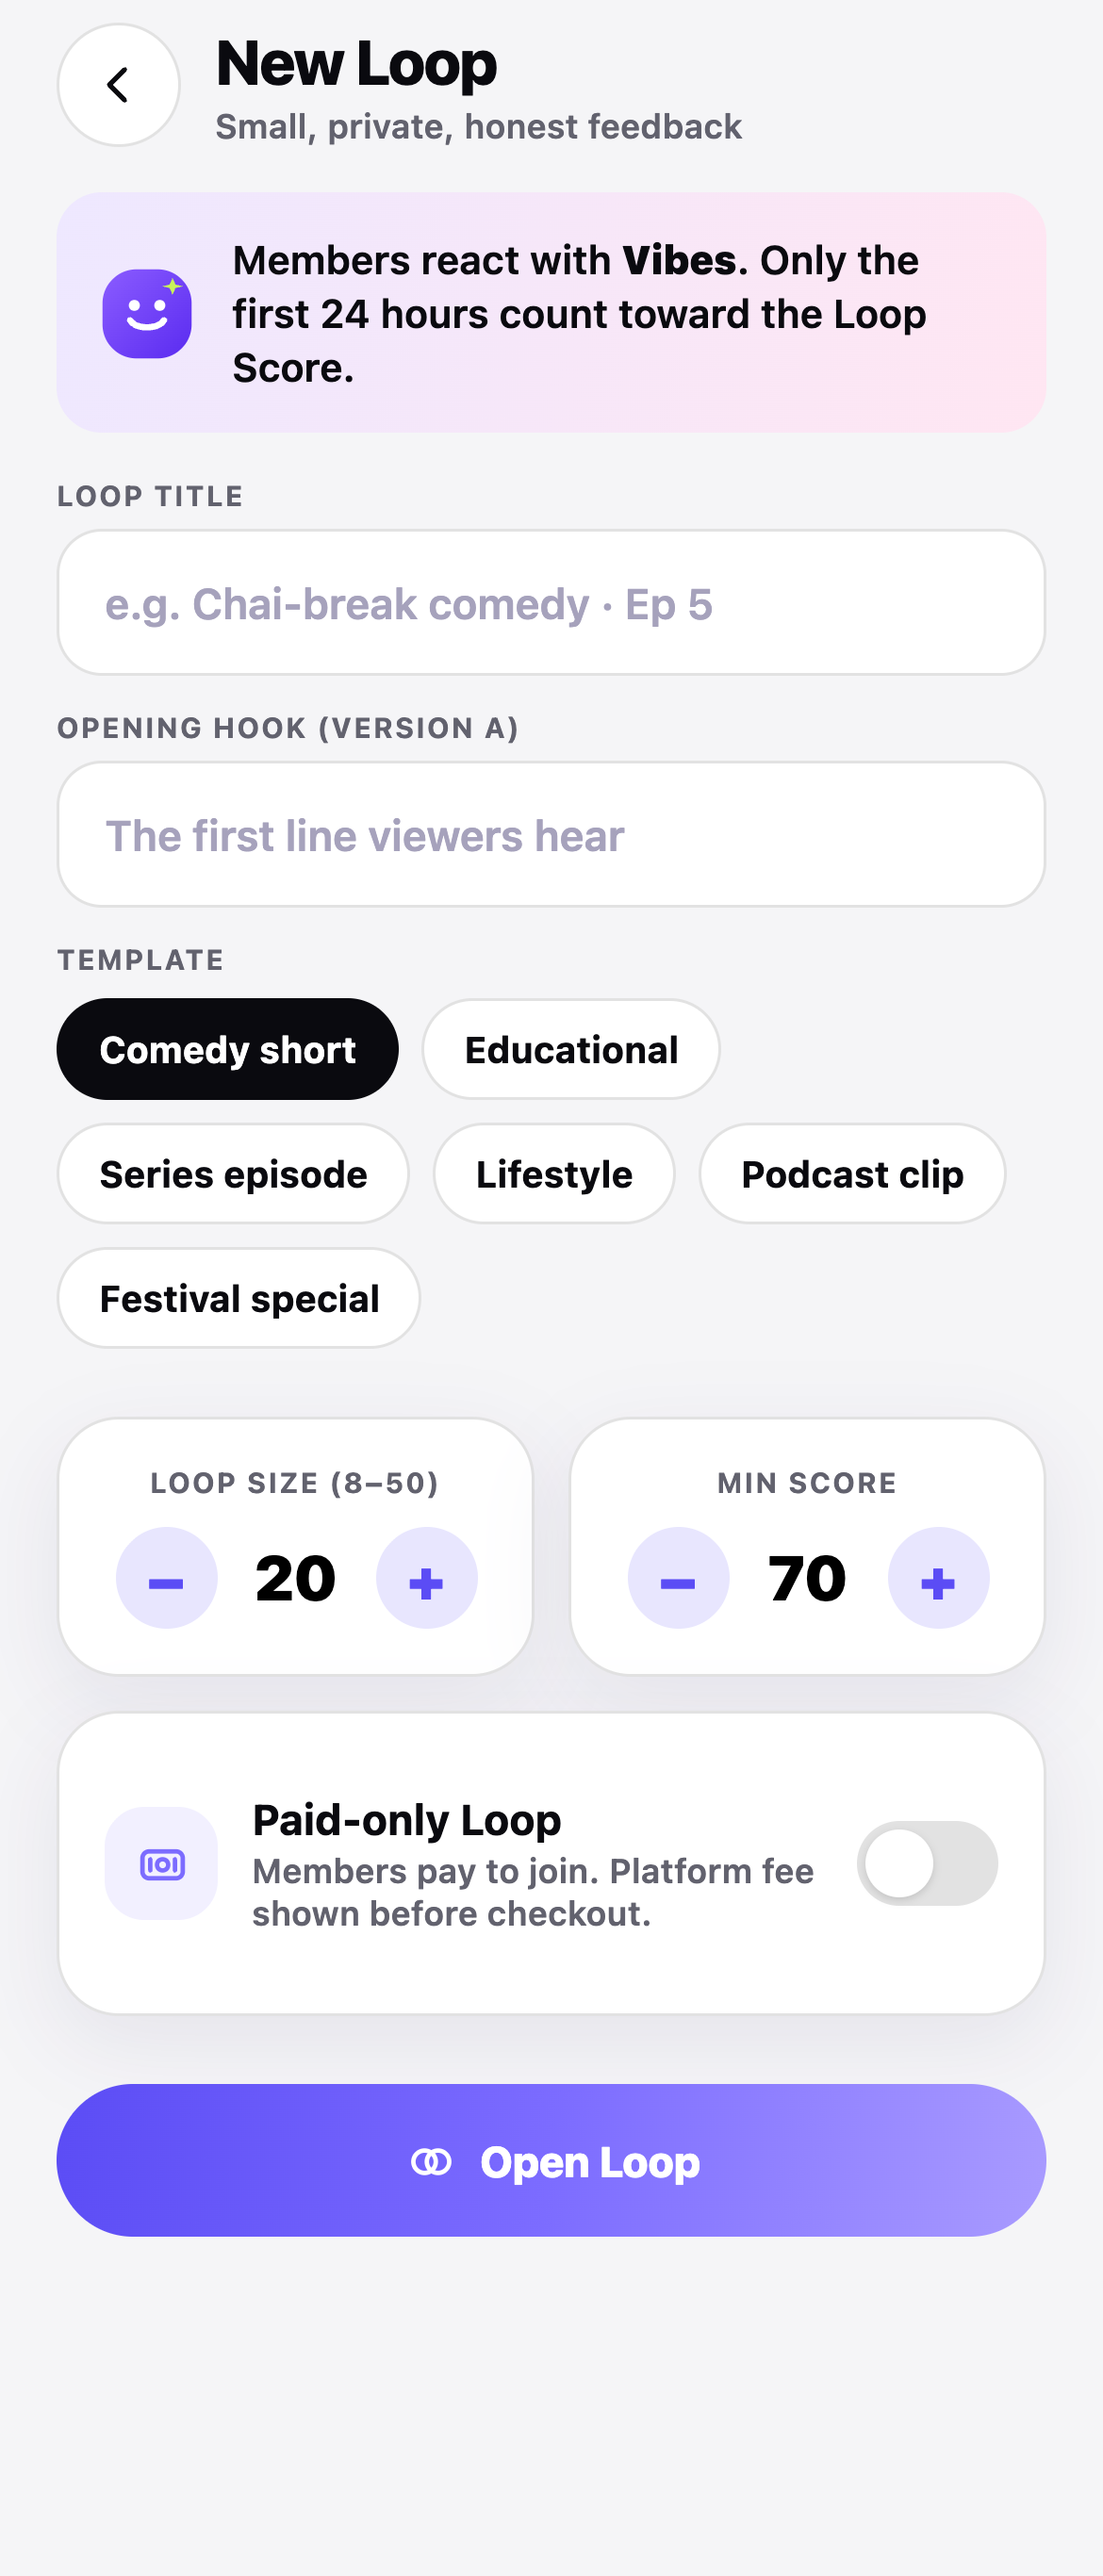 New Loop
Small, private, honest feedback
Members react with Vibes. Only the
first 24 hours count toward the Loop
Score.
LOOP TITLE
e.g. Chai-break comedy · Ep 5
OPENING HOOK (VERSION A)
The first line viewers hear
TEMPLATE
Comedy short Educational
Series episode Lifestyle Podcast clip
Festival special
LOOP SIZE (8–50)
– 20 +
MIN SCORE
– 70 +
Paid-only Loop
Members pay to join. Platform fee
shown before checkout.
Open Loop